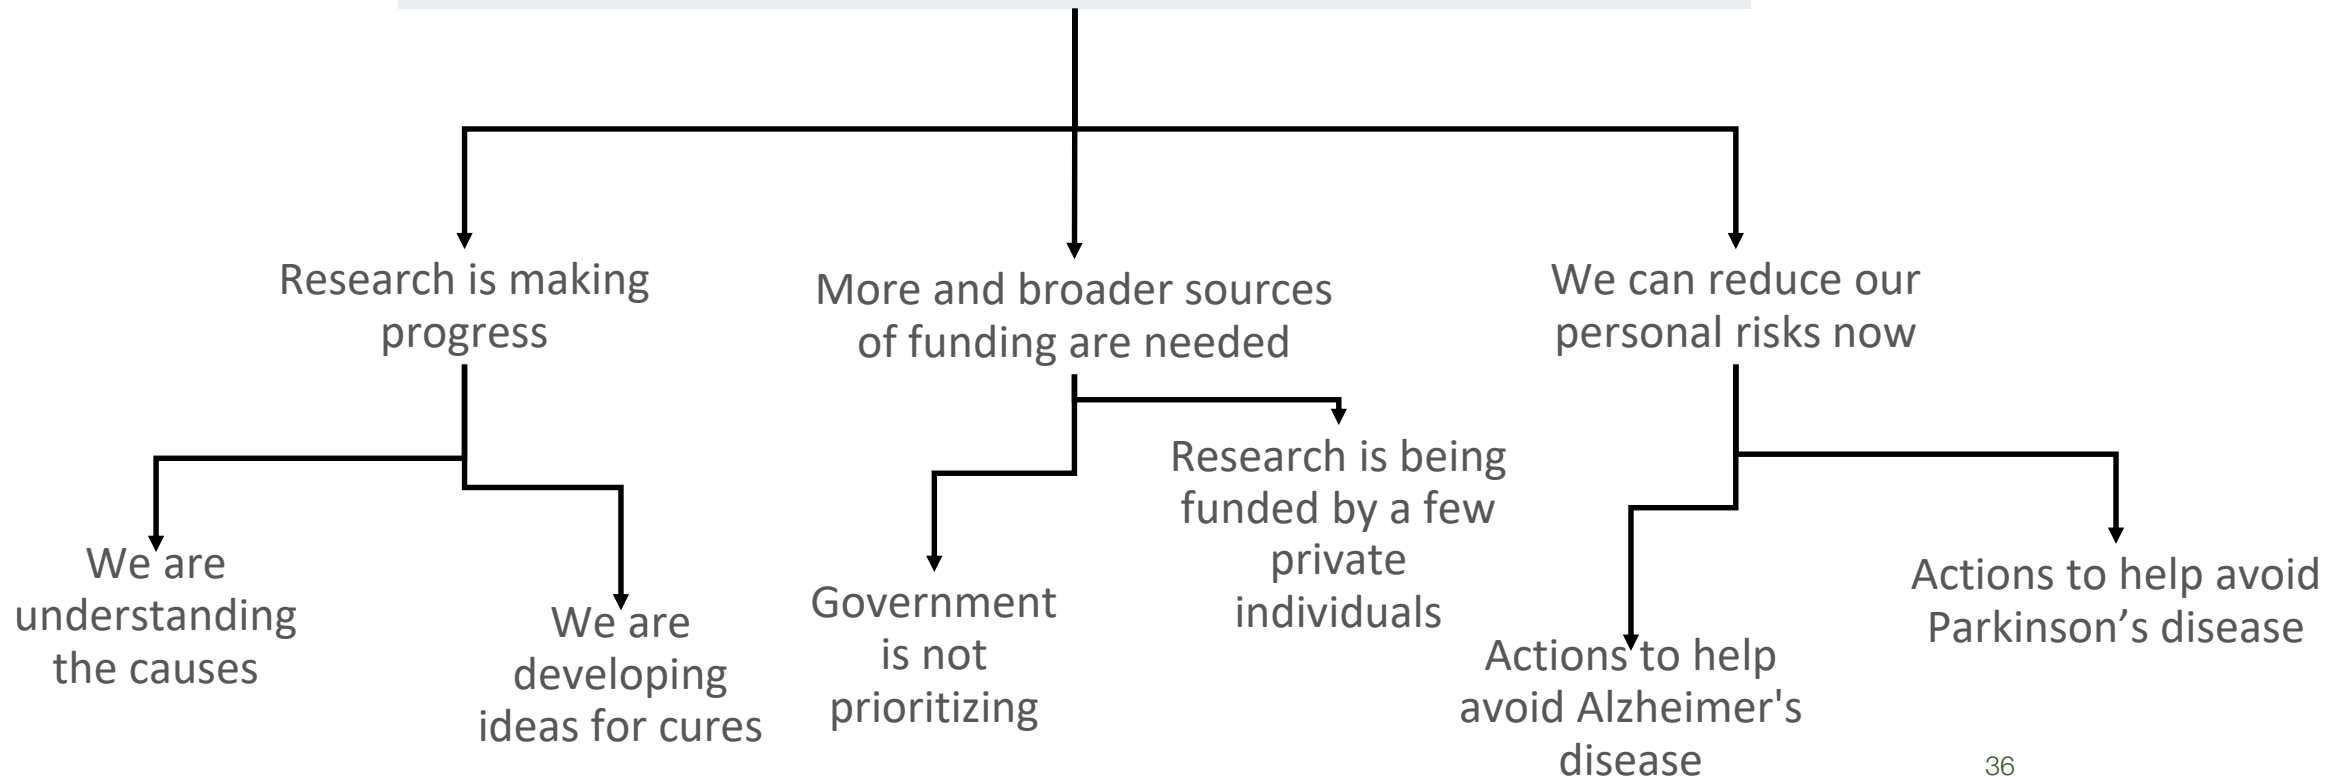 Research is making
progress
More and broader sources
of funding are needed
We can reduce our
personal risks now
We are
understanding
the causes
We are
developing
ideas for cures
Government
is not
prioritizing
Research is being
funded by a few
private
individuals
Actions to help
avoid Alzheimer's
disease
Actions to help avoid
Parkinson’s disease
36